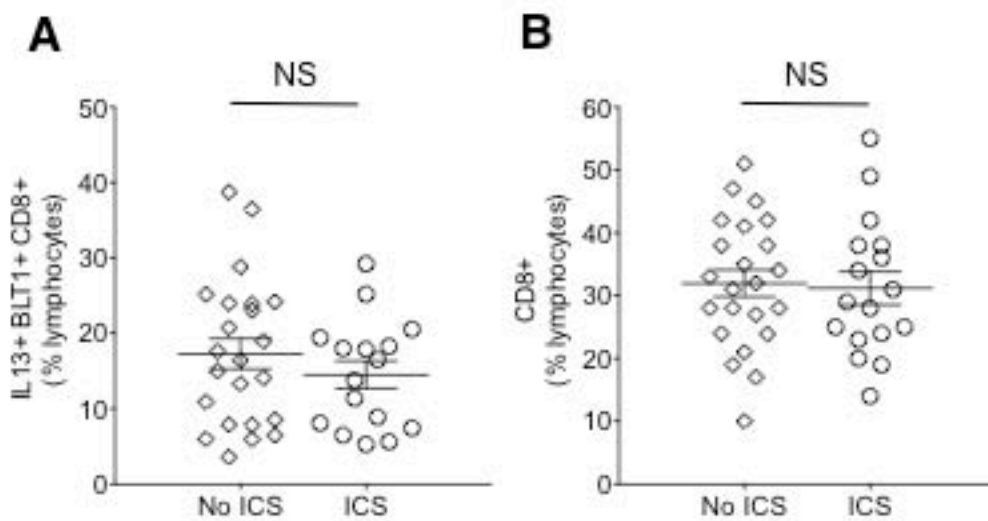 A
NS
50
40
30
20
10
0
IL13+ BLT1+ CD8+
(% lymphocytes)
No ICS
ICS
B
NS
60
50
40
30
20
10
0
CD8+
(% lymphocytes)
No ICS
ICS